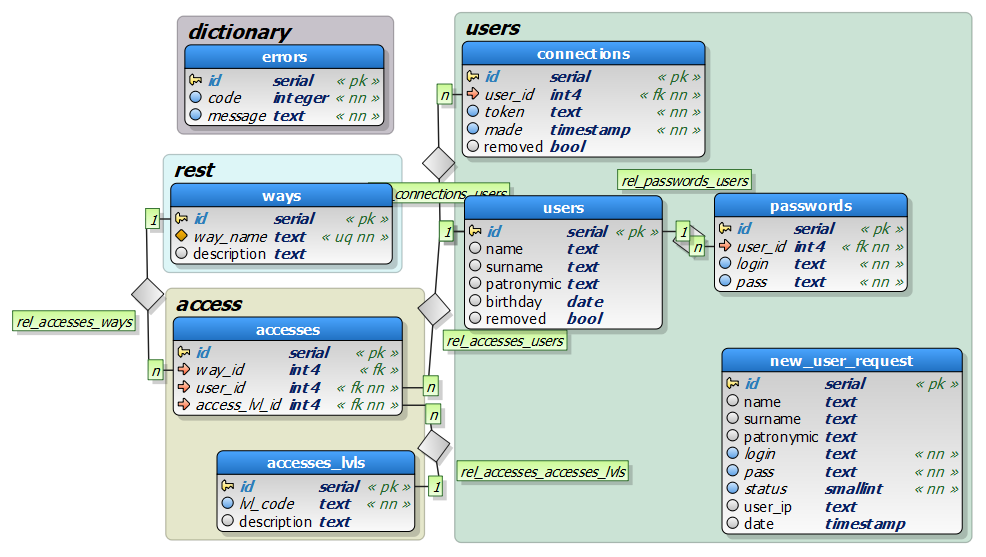 dictionary
errors
id serial « pk »
code integer « nn »
message text « nn »
users
connections
id serial « pk »
user_id int4 « fk nn »
token text « nn »
made timestamp « nn »
removed bool
n
rest
ways
id serial « pk »
way_name text « uq nn »
description text
1
_connections_users
rel_passwords_users
users
id serial « pk »
name text
surname text
patronymic text
birthday date
removed bool
1
1
n
passwords
id serial « pk »
user_id int4 « fk nn »
login text « nn »
pass text « nn »
rel_accesses_ways
access
accesses
id serial « pk »
way_id int4 « fk »
user_id int4 « fk nn »
access_lvl_id int4 « fk nn »
n
n
n
rel_accesses_users
new_user_request
id serial « pk »
name text
surname text
patronymic text
login text « nn »
pass text « nn »
status smallint « nn »
user_ip text
date timestamp
accesses_lvls
id serial « pk »
lvl_code text « nn »
description text
1
rel_accesses_accesses_lvls